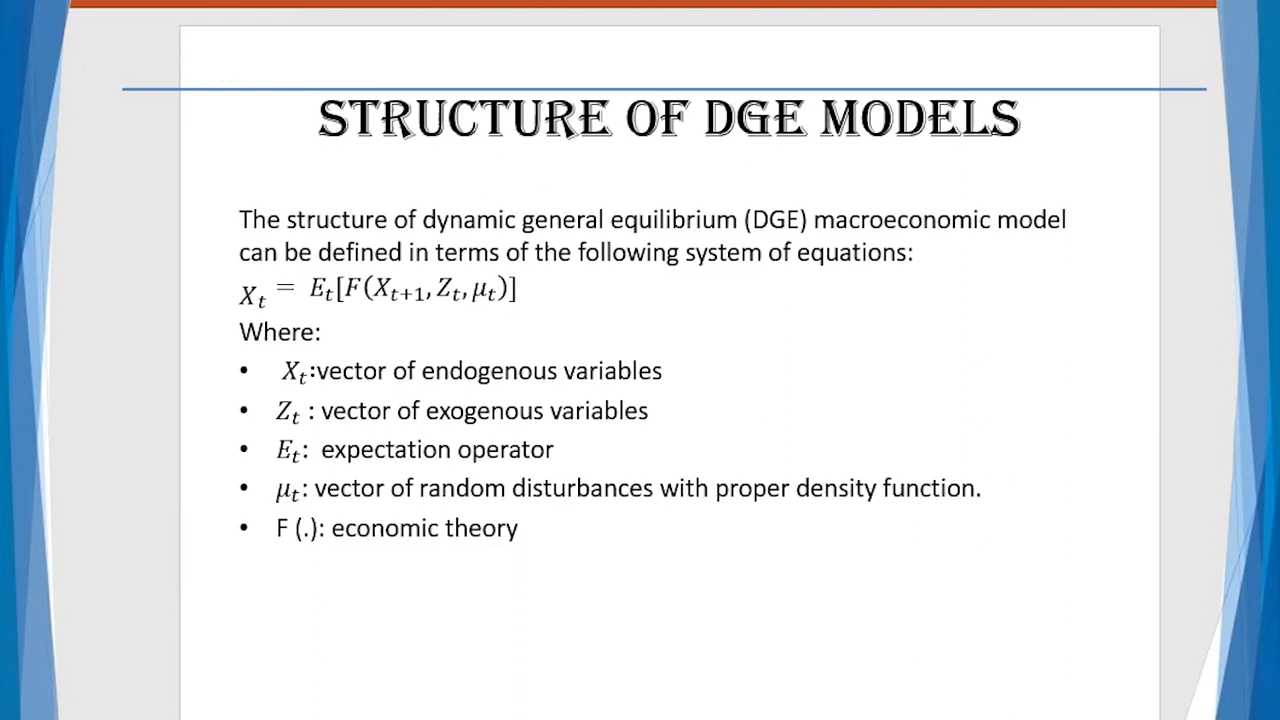 STRUCTURE OF DGE MODELS
The structure of dynamic general equilibrium (DGE) macroeconomic model
can be defined in terms of the following system of equations:
X_t = E_t[F(X_{t+1}, Z_t, μ_t)]
Where:
• X_t:vector of endogenous variables
• Z_t : vector of exogenous variables
• E_t: expectation operator
• μ_t: vector of random disturbances with proper density function.
• F (.): economic theory